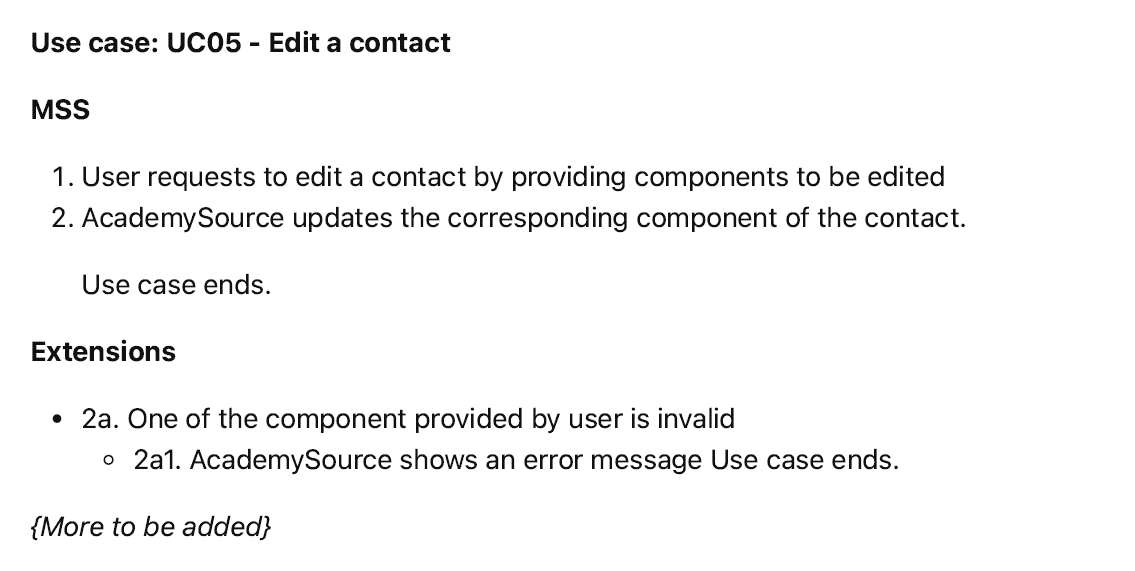 Use case: UC05 - Edit a contact
MSS
1. User requests to edit a contact by providing components to be edited
2. AcademySource updates the corresponding component of the contact.
Use case ends.
Extensions
• 2a. One of the component provided by user is invalid
◦ 2a1. AcademySource shows an error message Use case ends.
{More to be added}